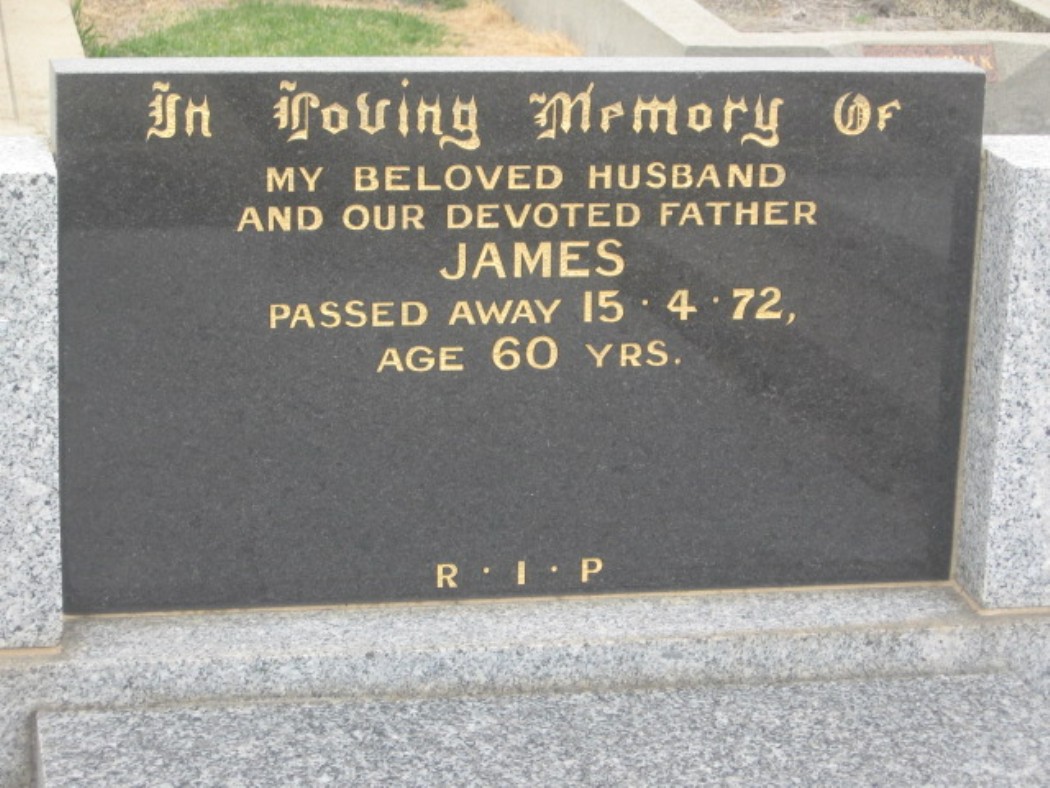 In Loving Memory Of
MY BELOVED HUSBAND
AND OUR DEVOTED FATHER
JAMES
PASSED AWAY 15 · 4 · 72,
AGE 60 YRS.
R · I · P